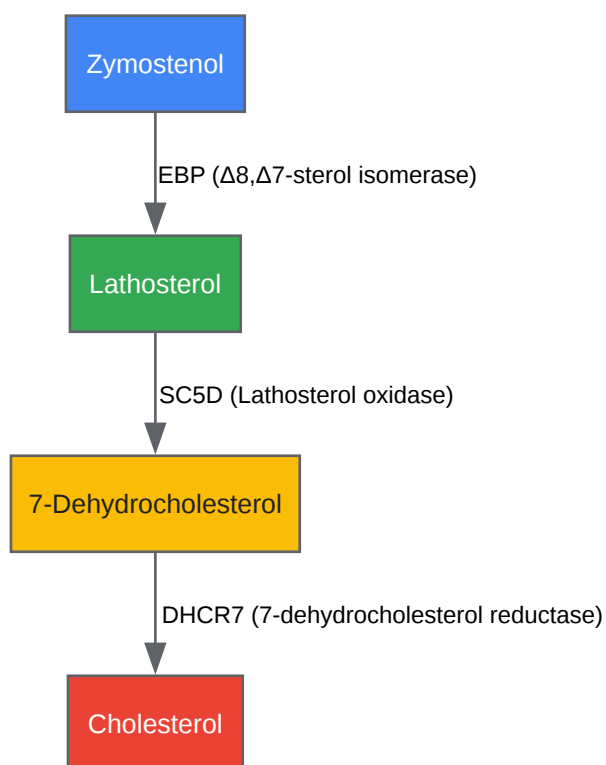 Zymostenol
EBP (Δ8,Δ7-sterol isomerase)
Lathosterol
SC5D (Lathosterol oxidase)
7-Dehydrocholesterol
DHCR7 (7-dehydrocholesterol reductase)
Cholesterol